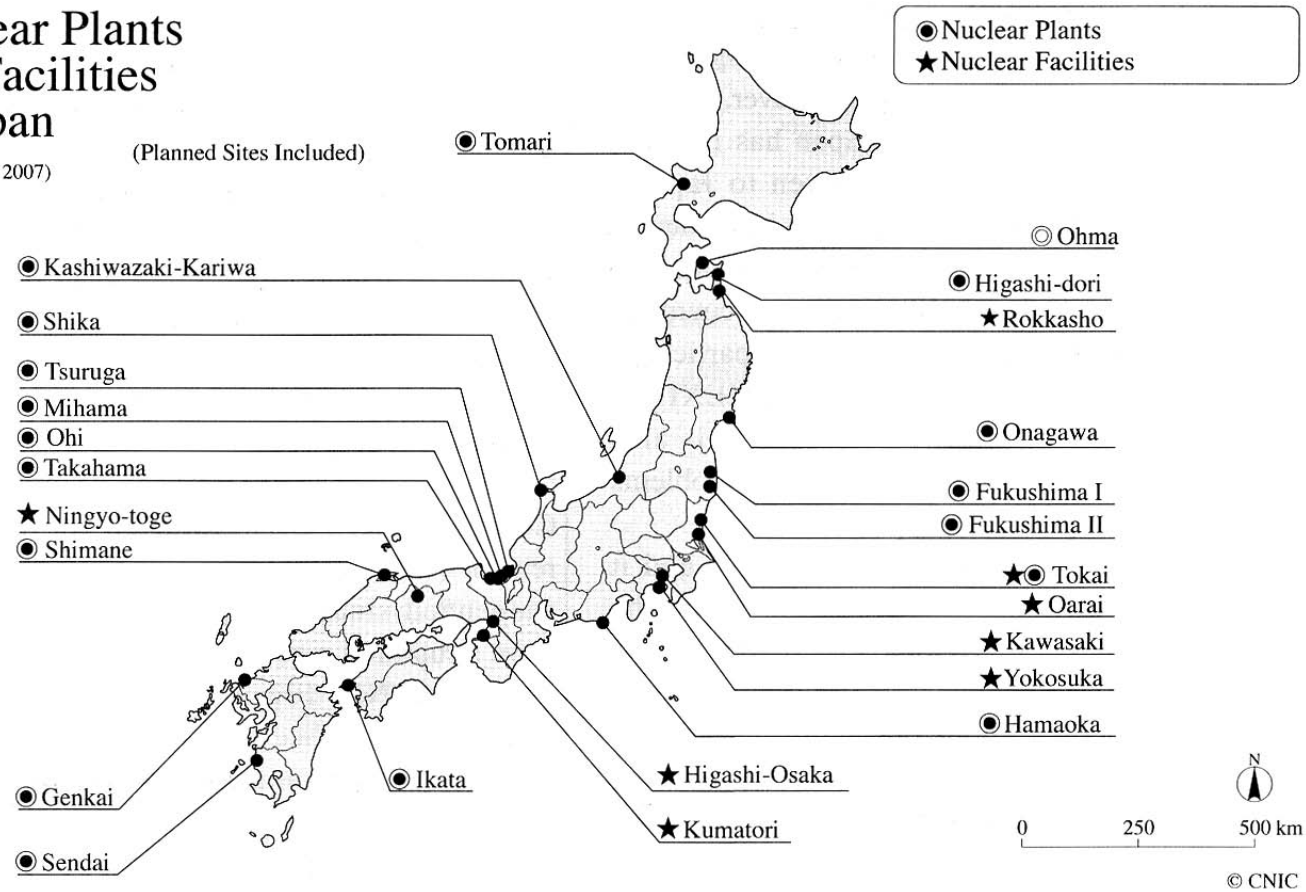 ear Plants
Facilities
pan
2007)
(Planned Sites Included)
Nuclear Plants
Nuclear Facilities
Tomari
Ohma
Higashi-dori
Rokkasho
Kashiwazaki-Kariwa
Shika
Tsuruga
Mihama
Ohi
Takahama
Ningyo-toge
Shimane
Onagawa
Fukushima I
Fukushima II
Tokai
Oarai
Kawasaki
Yokosuka
Hamaoka
Higashi-Osaka
Kumatori
Ikata
Genkai
Sendai
N
0 250 500 km
© CNIC